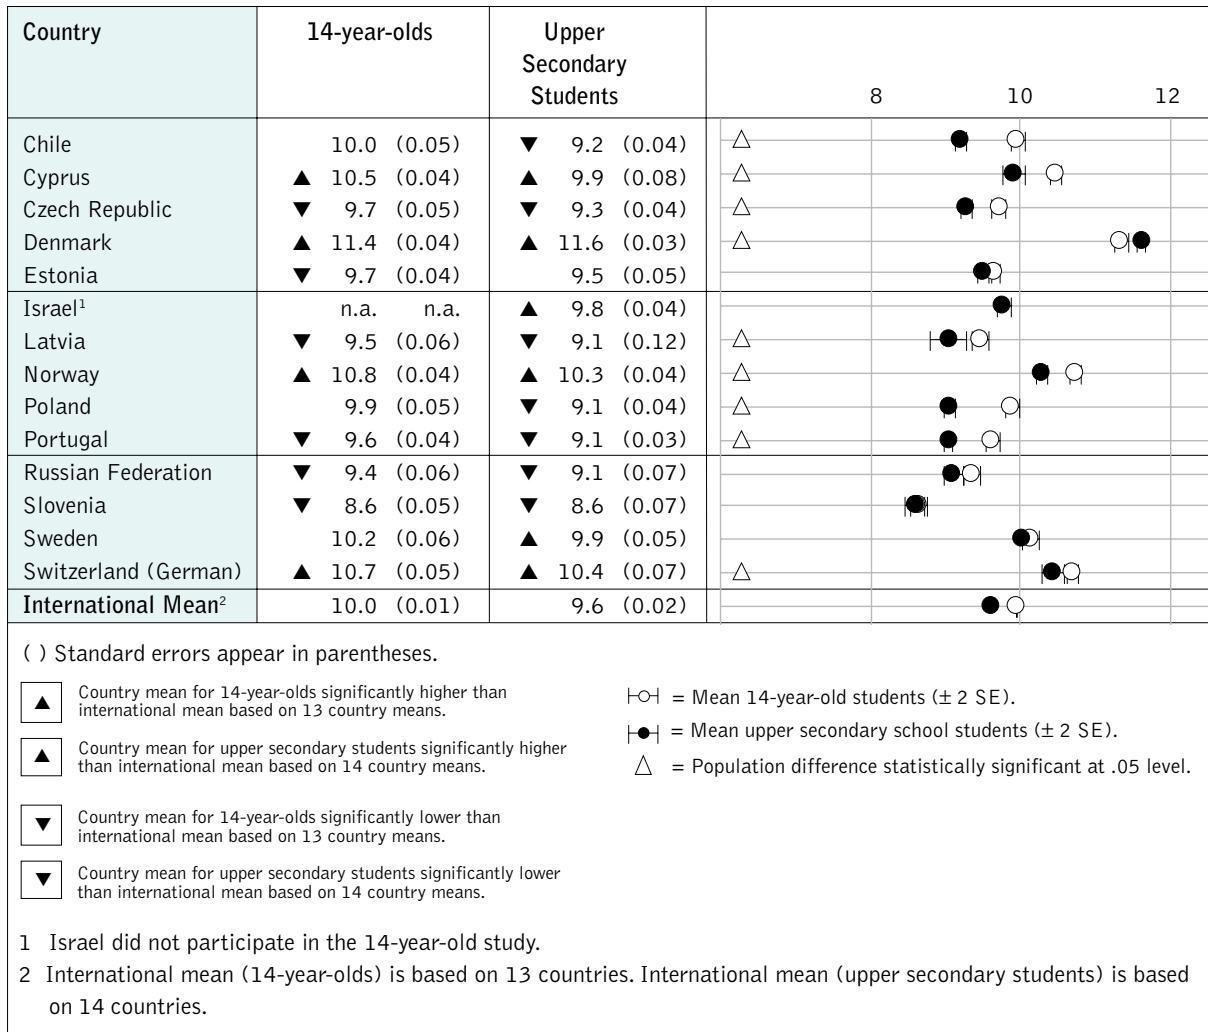 Country 14-year-olds Upper Secondary Students
8 10 12
Chile 10.0 (0.05) ▼ 9.2 (0.04) △
Cyprus ▲ 10.5 (0.04) ▲ 9.9 (0.08) △
Czech Republic ▼ 9.7 (0.05) ▼ 9.3 (0.04) △
Denmark ▲ 11.4 (0.04) ▲ 11.6 (0.03) △
Estonia ▼ 9.7 (0.04) 9.5 (0.05)
Israel¹ n.a. n.a. ▲ 9.8 (0.04)
Latvia ▼ 9.5 (0.06) ▼ 9.1 (0.12) △
Norway ▲ 10.8 (0.04) ▲ 10.3 (0.04) △
Poland 9.9 (0.05) ▼ 9.1 (0.04) △
Portugal ▼ 9.6 (0.04) ▼ 9.1 (0.03) △
Russian Federation ▼ 9.4 (0.06) ▼ 9.1 (0.07)
Slovenia ▼ 8.6 (0.05) ▼ 8.6 (0.07)
Sweden 10.2 (0.06) ▲ 9.9 (0.05)
Switzerland (German) ▲ 10.7 (0.05) ▲ 10.4 (0.07) △
International Mean² 10.0 (0.01) 9.6 (0.02)
( ) Standard errors appear in parentheses.
▲ Country mean for 14-year-olds significantly higher than
international mean based on 13 country means.
▲ Country mean for upper secondary students significantly higher
than international mean based on 14 country means.
▼ Country mean for 14-year-olds significantly lower than
international mean based on 13 country means.
▼ Country mean for upper secondary students significantly lower
than international mean based on 14 country means.
= Mean 14-year-old students (± 2 SE).
= Mean upper secondary school students (± 2 SE).
△ = Population difference statistically significant at .05 level.
1 Israel did not participate in the 14-year-old study.
2 International mean (14-year-olds) is based on 13 countries. International mean (upper secondary students) is based
on 14 countries.